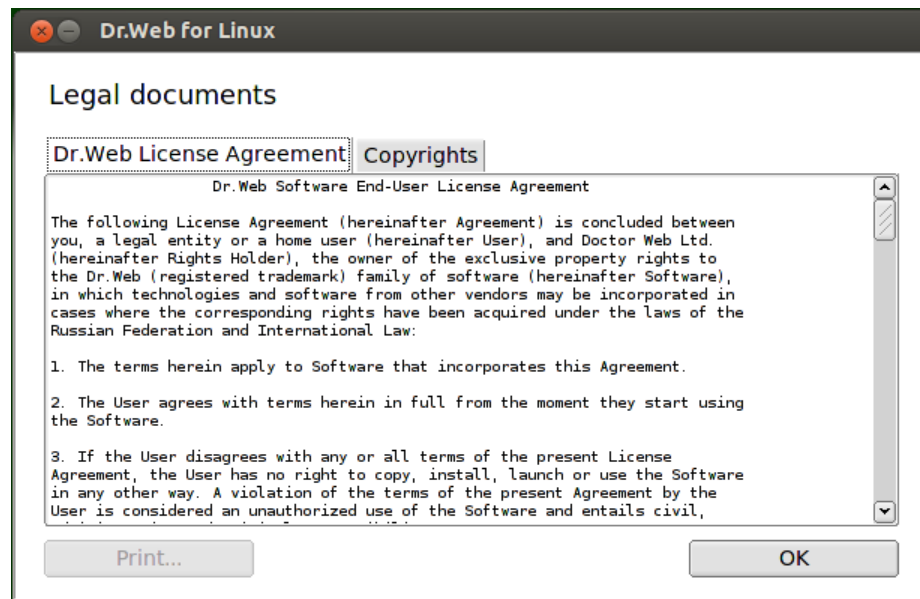 Dr.Web for Linux
Legal documents
Dr.Web License Agreement
Copyrights
Dr.Web Software End-User License Agreement
The following License Agreement (hereinafter Agreement) is concluded between
you, a legal entity or a home user (hereinafter User), and Doctor Web Ltd.
(hereinafter Rights Holder), the owner of the exclusive property rights to
the Dr.Web (registered trademark) family of software (hereinafter Software),
in which technologies and software from other vendors may be incorporated in
cases where the corresponding rights have been acquired under the laws of the
Russian Federation and International Law:
1. The terms herein apply to Software that incorporates this Agreement.
2. The User agrees with terms herein in full from the moment they start using
the Software.
3. If the User disagrees with any or all terms of the present License
Agreement, the User has no right to copy, install, launch or use the Software
in any other way. A violation of the terms of the present Agreement by the
User is considered an unauthorized use of the Software and entails civil,
Print...
OK